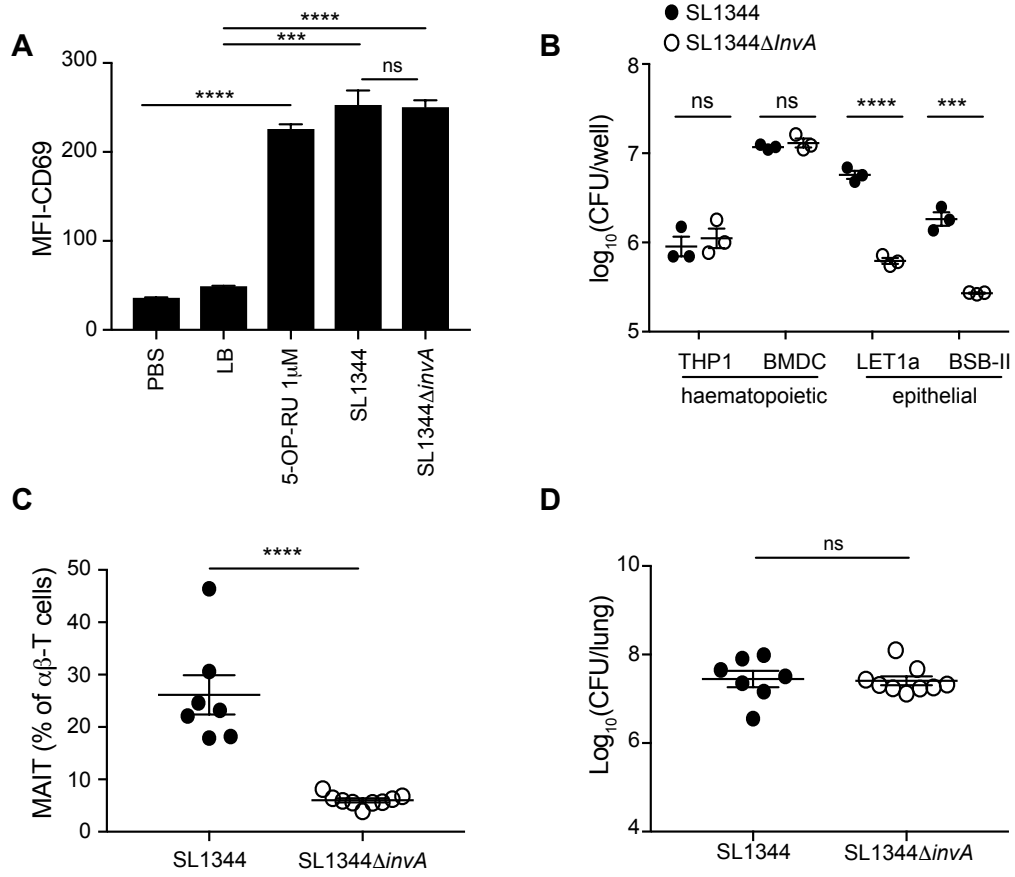 A
****
***
ns
****
300
200
100
0
MFI-CD69
PBS
LB
5-OP-RU 1μM
SL1344
SL1344ΔinvA
B
SL1344
SL1344ΔInvA
ns
ns
****
***
8
7
6
5
log10(CFU/well)
THP1 BMDC LET1a BSB-II
haematopoietic epithelial
C
****
50
40
30
20
10
0
MAIT (% of αβ-T cells)
SL1344 SL1344ΔinvA
D
ns
10
8
6
4
Log10(CFU/lung)
SL1344 SL1344ΔinvA